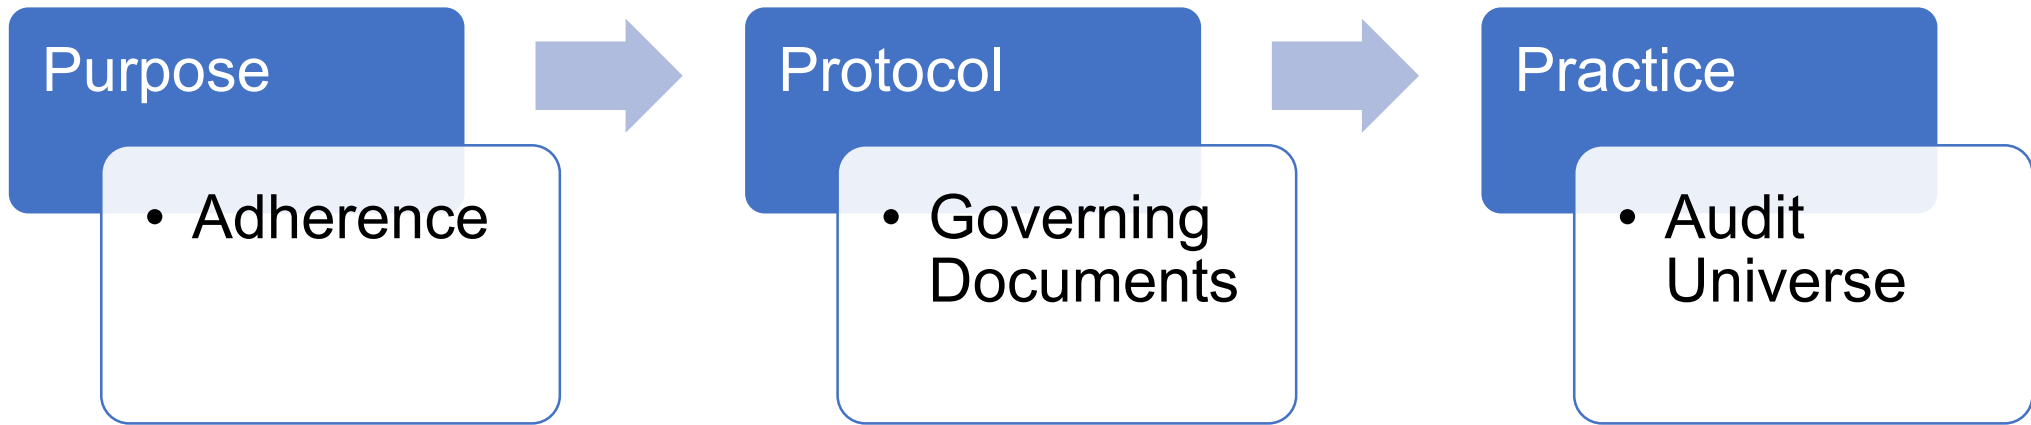 Purpose
• Adherence
Protocol
• Governing
Documents
Practice
• Audit
Universe